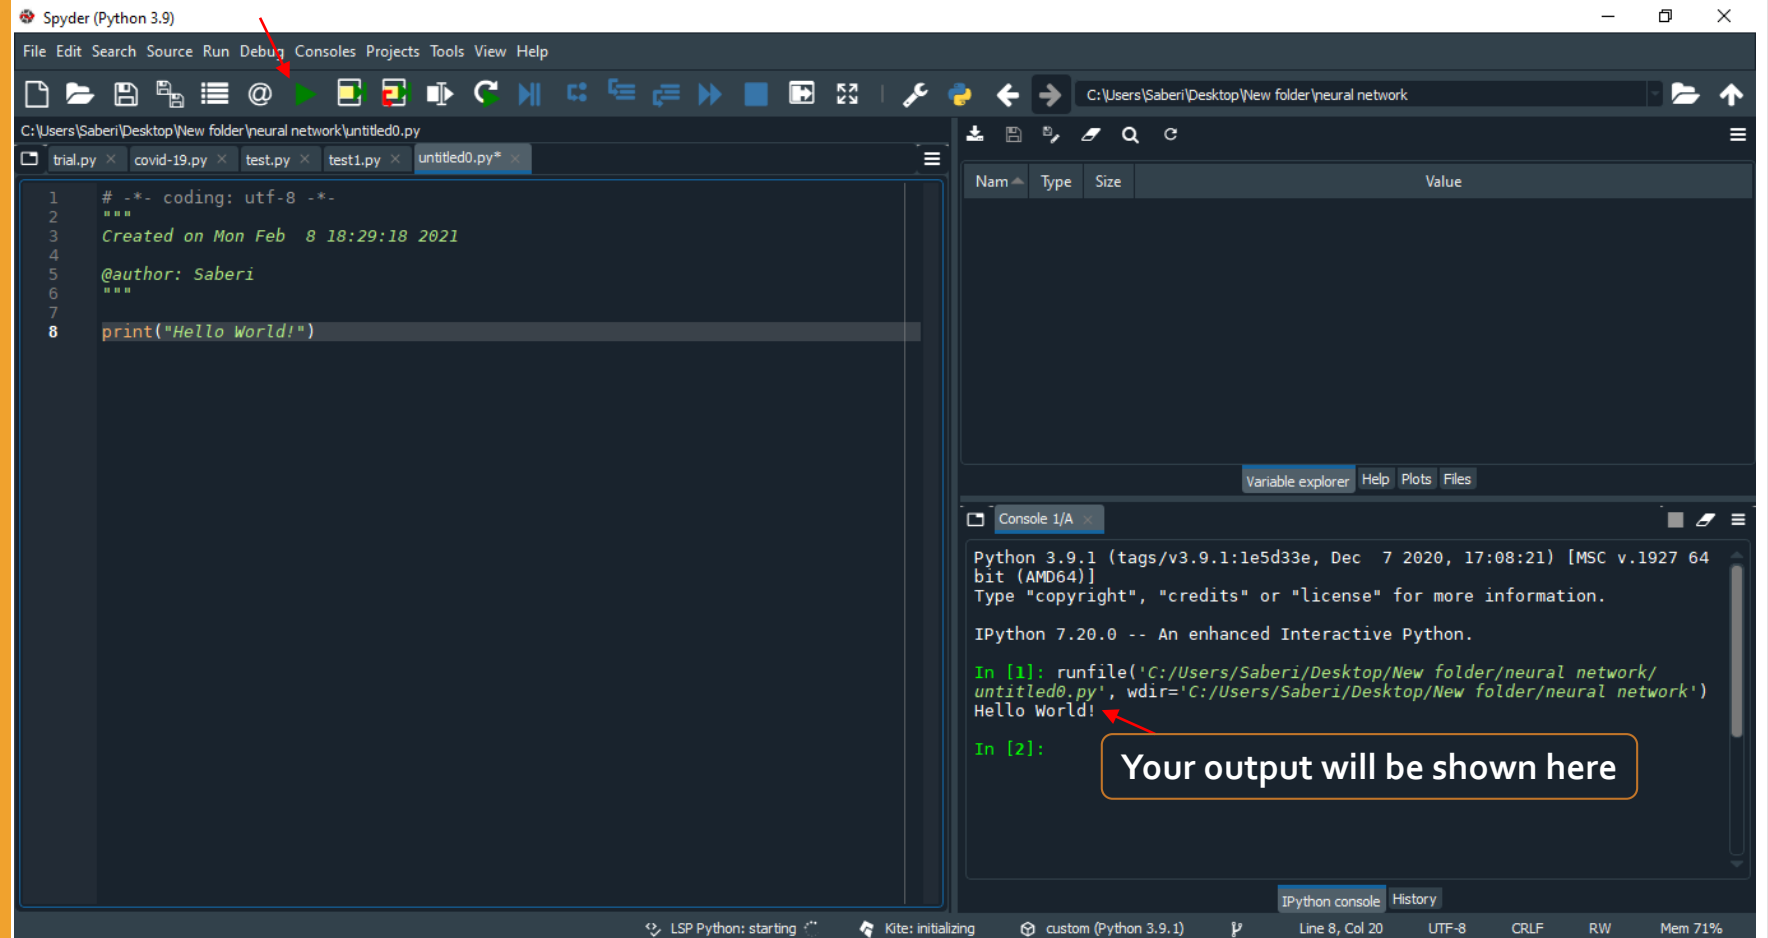 Spyder (Python 3.9)
File Edit Search Source Run Debug Consoles Projects Tools View Help
C:\Users\Saberi\Desktop\New folder\neural network
C:\Users\Saberi\Desktop\New folder\neural network\untitled0.py
trial.py covid-19.py test.py test1.py untitled0.py*
1 # -*- coding: utf-8 -*-
2 """
3 Created on Mon Feb  8 18:29:18 2021
4
5 @author: Saberi
6 """
7
8 print("Hello World!")
Nam Type Size Value
Variable explorer Help Plots Files
Console 1/A
Python 3.9.1 (tags/v3.9.1:1e5d33e, Dec  7 2020, 17:08:21) [MSC v.1927 64
bit (AMD64)]
Type "copyright", "credits" or "license" for more information.
IPython 7.20.0 -- An enhanced Interactive Python.
In [1]: runfile('C:/Users/Saberi/Desktop/New folder/neural network/
untitled0.py', wdir='C:/Users/Saberi/Desktop/New folder/neural network')
Hello World!
In [2]:
Your output will be shown here
IPython console History
LSP Python: starting Kite: initializing custom (Python 3.9.1) Line 8, Col 20 UTF-8 CRLF RW Mem 71%